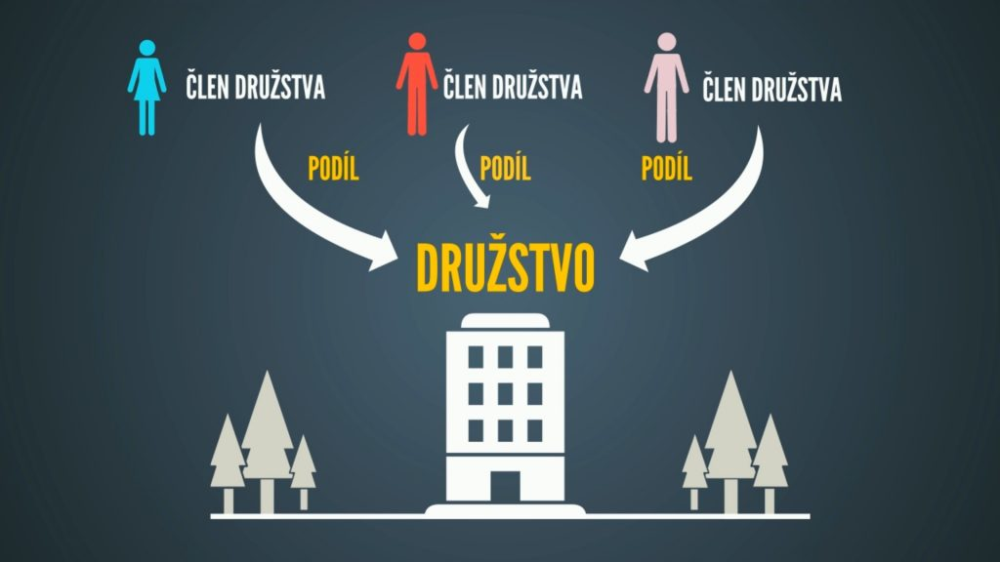 ČLEN DRUŽSTVA
ČLEN DRUŽSTVA
ČLEN DRUŽSTVA
PODÍL
PODÍL
PODÍL
DRUŽSTVO